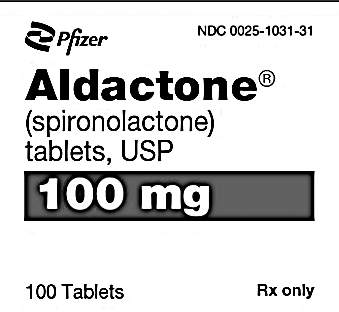 Pfizer
NDC 0025-1031-31
Aldactone®
(spironolactone)
tablets, USP
100 mg
100 Tablets
Rx only